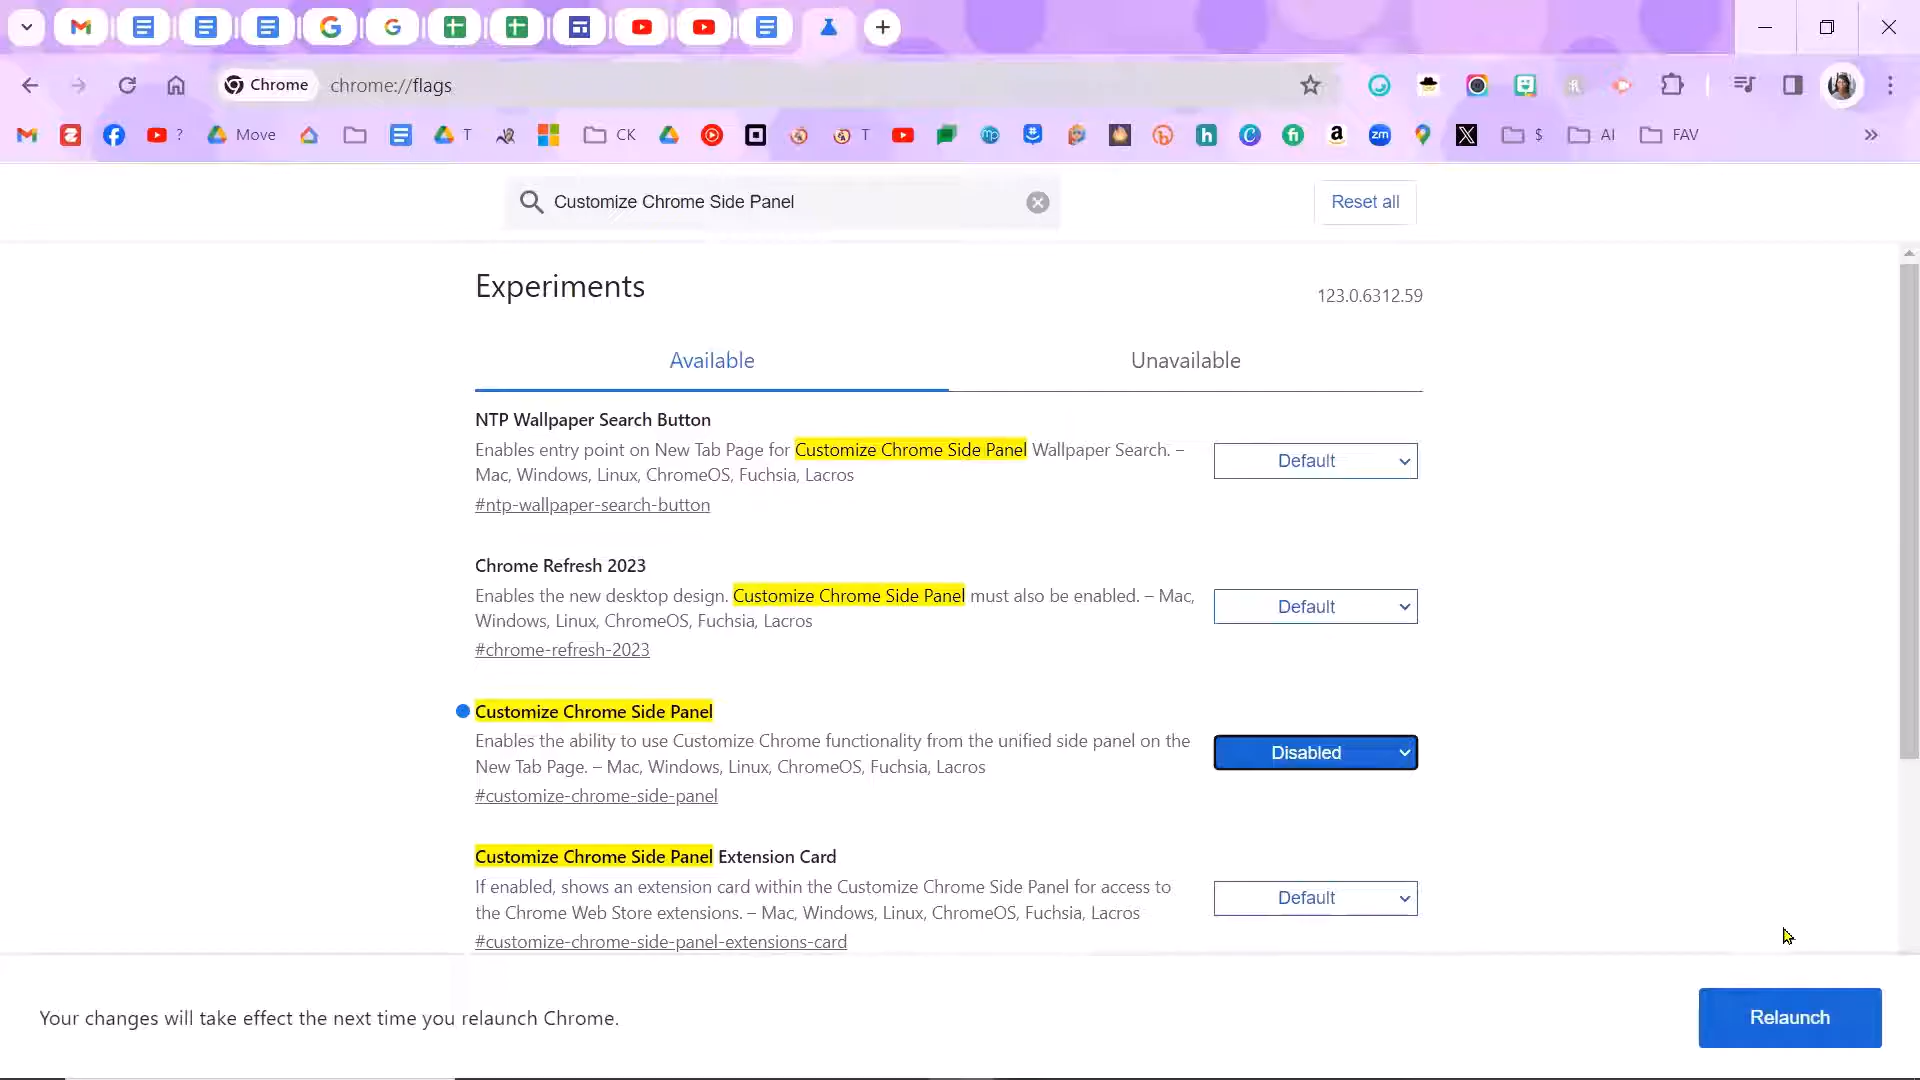 Chrome
chrome://flags
?
Move
T
CK
T
$
AI
FAV
Customize Chrome Side Panel
Reset all
Experiments
123.0.6312.59
Available
Unavailable
NTP Wallpaper Search Button
Enables entry point on New Tab Page for Customize Chrome Side Panel Wallpaper Search. –
Mac, Windows, Linux, ChromeOS, Fuchsia, Lacros
Default
#ntp-wallpaper-search-button
Chrome Refresh 2023
Enables the new desktop design. Customize Chrome Side Panel must also be enabled. – Mac,
Windows, Linux, ChromeOS, Fuchsia, Lacros
Default
#chrome-refresh-2023
Customize Chrome Side Panel
Enables the ability to use Customize Chrome functionality from the unified side panel on the
New Tab Page. – Mac, Windows, Linux, ChromeOS, Fuchsia, Lacros
Disabled
#customize-chrome-side-panel
Customize Chrome Side Panel Extension Card
If enabled, shows an extension card within the Customize Chrome Side Panel for access to
the Chrome Web Store extensions. – Mac, Windows, Linux, ChromeOS, Fuchsia, Lacros
Default
#customize-chrome-side-panel-extensions-card
Your changes will take effect the next time you relaunch Chrome.
Relaunch